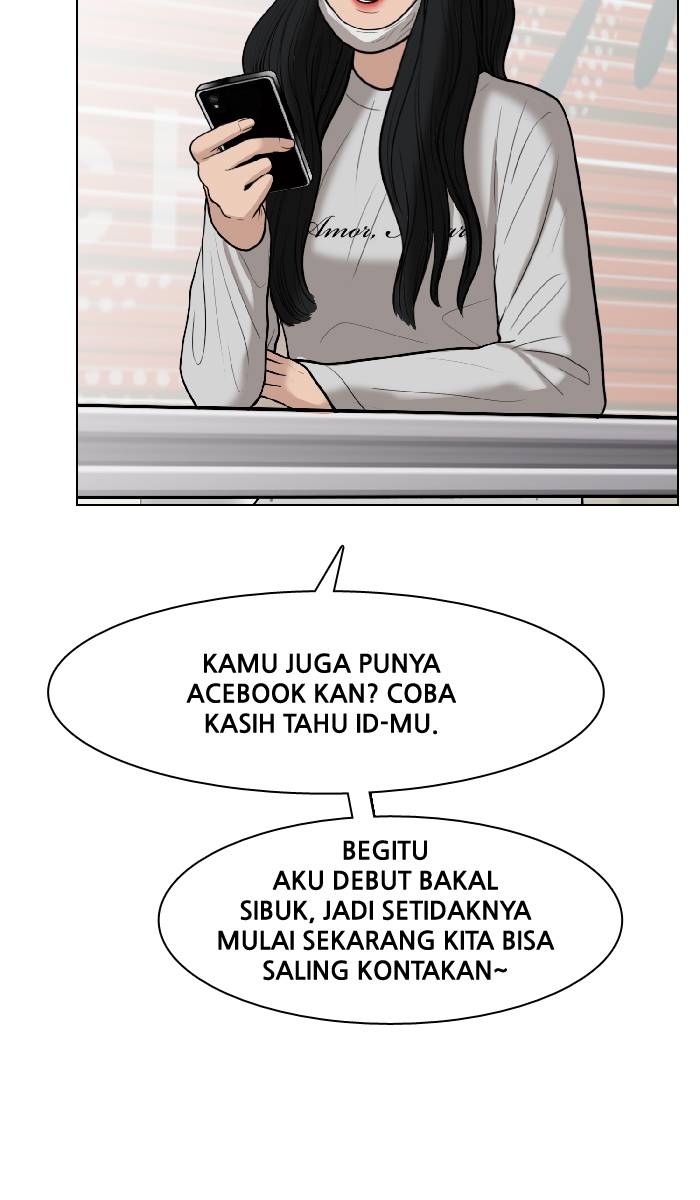 Amor,
KAMU JUGA PUNYA
ACEBOOK KAN? COBA
KASIH TAHU ID-MU.
BEGITU
AKU DEBUT BAKAL
SIBUK, JADI SETIDAKNYA
MULAI SEKARANG KITA BISA
SALING KONTAKAN~